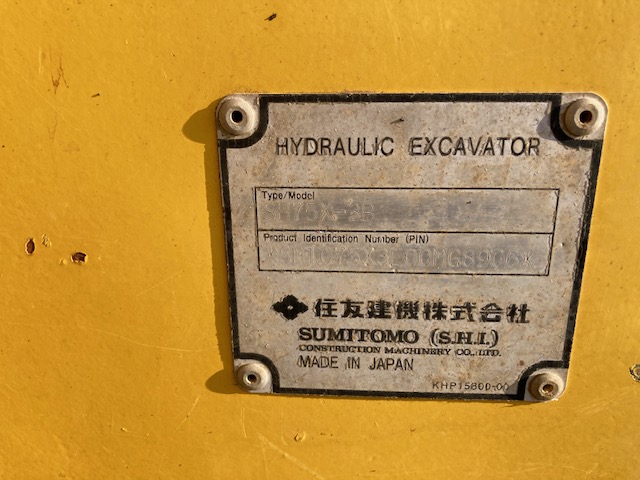 HYDRAULIC EXCAVATOR
Type/Model
Product Identification Number (PIN)
住友建機株式会社
SUMITOMO (S.H.I.)
CONSTRUCTION MACHINERY CO., LTD.
MADE IN JAPAN
KHP15800-00